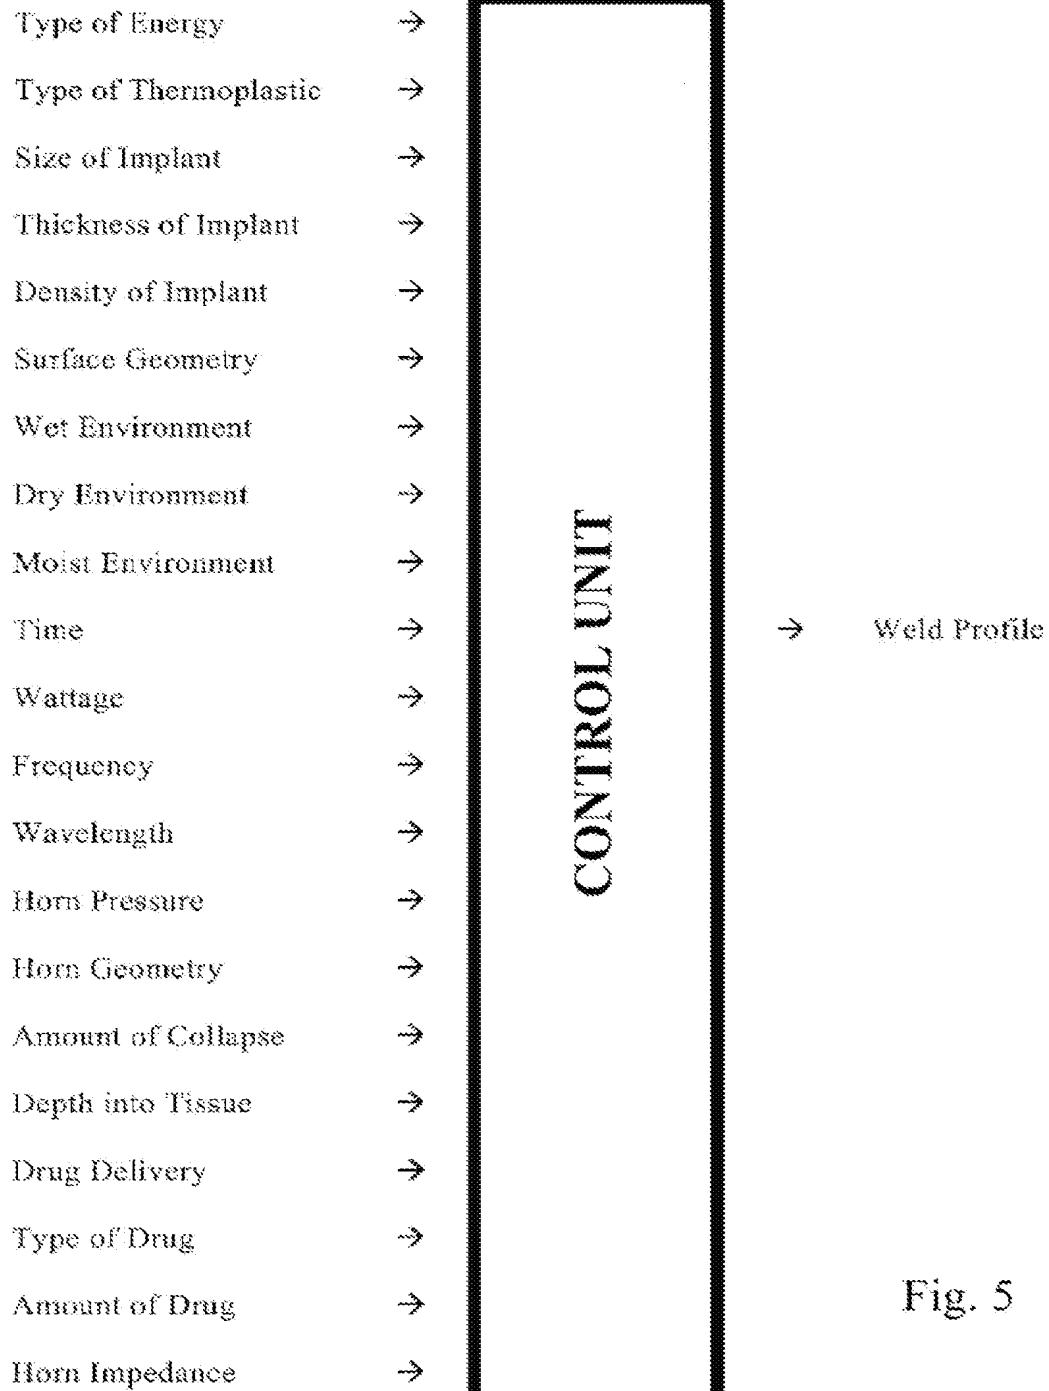 Type of Energy →
Type of Thermoplastic →
Size of Implant →
Thickness of Implant →
Density of Implant →
Surface Geometry →
Wet Environment →
Dry Environment →
Moist Environment →
Time →
Wattage →
Frequency →
Wavelength →
Horn Pressure →
Horn Geometry →
Amount of Collapse →
Depth into Tissue →
Drug Delivery →
Type of Drug →
Amount of Drug →
Horn Impedance →
CONTROL UNIT
→ Weld Profile
Fig. 5